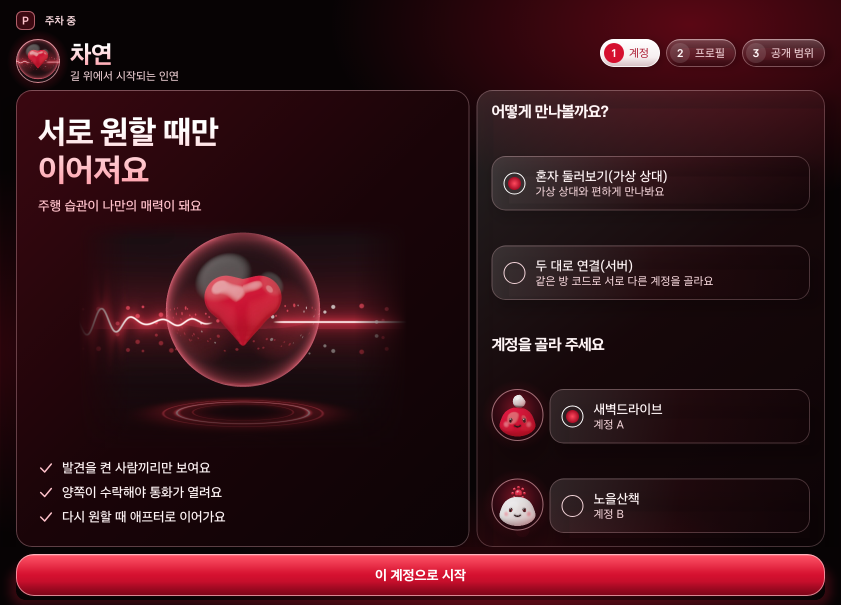 P 주차 중
차연
길 위에서 시작되는 인연
1 계정
2 프로필
3 공개 범위
서로 원할 때만
이어져요
주행 습관이 나만의 매력이 돼요
발견을 켠 사람끼리만 보여요
양쪽이 수락해야 통화가 열려요
다시 원할 때 애프터로 이어가요
어떻게 만나볼까요?
혼자 둘러보기(가상 상대)
가상 상대와 편하게 만나봐요
두 대로 연결(서버)
같은 방 코드로 서로 다른 계정을 골라요
계정을 골라 주세요
새벽드라이브
계정 A
노을산책
계정 B
이 계정으로 시작